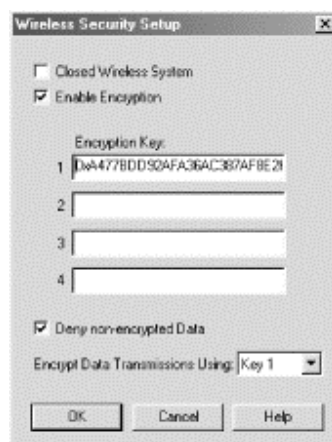 Wireless Security Setup
Closed Wireless System
Enable Encryption
Encryption Key:
1
2
3
4
Deny non-encrypted Data
Encrypt Data Transmissions Using: Key 1
OK Cancel Help